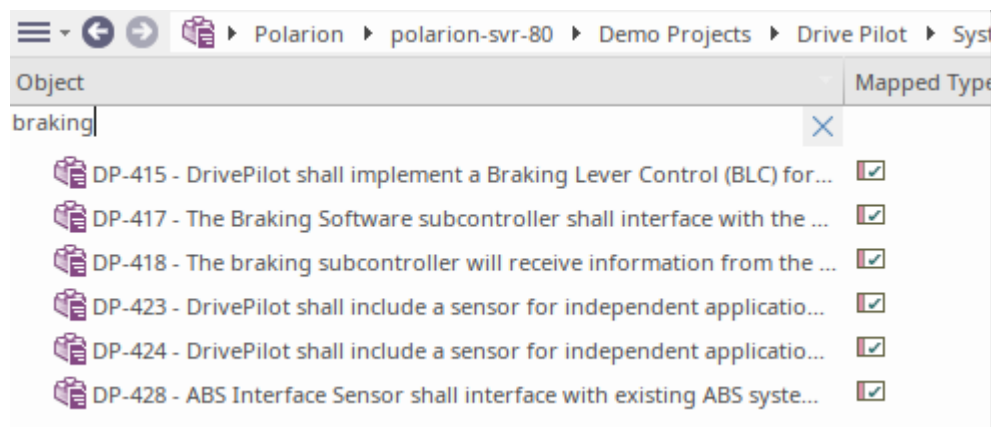 Polarion polarion-svr-80 Demo Projects Drive Pilot
Object Mapped Type
braking
DP-415 - DrivePilot shall implement a Braking Lever Control (BLC) for...
DP-417 - The Braking Software subcontroller shall interface with the ...
DP-418 - The braking subcontroller will receive information from the ...
DP-423 - DrivePilot shall include a sensor for independent applicatio...
DP-424 - DrivePilot shall include a sensor for independent applicatio...
DP-428 - ABS Interface Sensor shall interface with existing ABS syste...